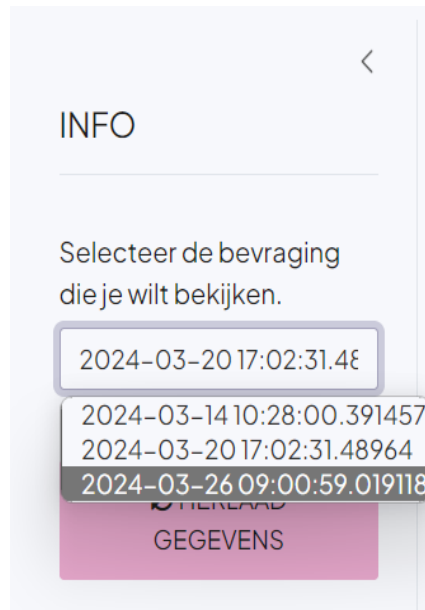 INFO
Selecteer de bevraging
die je wilt bekijken.
2024-03-20 17:02:31.48
2024-03-14 10:28:00.391457
2024-03-20 17:02:31.48964
2024-03-26 09:00:59.019118
HERLAAD
GEGEVENS